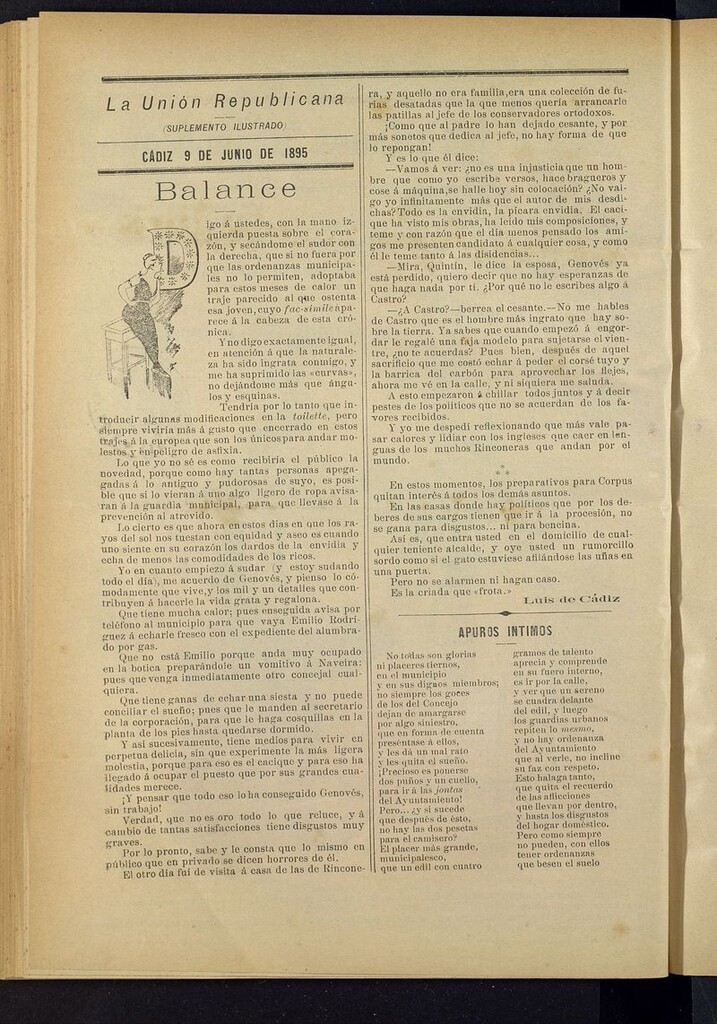 La Unión Republicana
(SUPLEMENTO ILUSTRADO)
CÁDIZ 9 DE JUNIO DE 1895
Balance
Digo á ustedes, con la mano iz-
quierda puesta sobre el cora-
zón, y secándome el sudor con
la derecha, que si no fuera por
que las ordenanzas municipa-
les no lo permiten, adoptaba
para estos meses de calor un
traje parecido al que ostenta
esa joven, cuyo fac-simile apa-
rece á la cabeza de esta cró-
nica.
Y no digo exactamente igual,
en atención á que la naturale-
za ha sido ingrata conmigo, y
me ha suprimido las «curvas»,
no dejándome más que ángu-
los y esquinas.
Tendría por lo tanto que in-
troducir algunas modificaciones en la toilette, pero
siempre viviría más á gusto que encerrado en estos
trajes á la europea que son los únicos para andar mo-
lestos y en peligro de asfixia.
Lo que yo no sé es como recibiría el público la
novedad, porque como hay tantas personas apega-
gadas á lo antiguo y pudorosas de suyo, es posi-
ble que si lo vieran á uno algo ligero de ropa avisa-
ran á la guardia municipal, para que llevase á la
prevención al atrevido.
Lo cierto es que ahora en estos dias en que los ra-
yos del sol nos tuestan con equidad y aseo es cuando
uno siente en su corazón los dardos de la envidia y
echa de menos las comodidades de los ricos.
Yo en cuanto empiezo á sudar (y estoy sudando
todo el día), me acuerdo de Genovés, y pienso lo có-
modamente que vive, y los mil y un detalles que con-
tribuyen á hacerle la vida grata y regalona.
Que tiene mucha calor; pues enseguida avisa por
teléfono al municipio para que vaya Emilio Rodrí-
guez á echarle fresco con el expediente del alumbra-
do por gas.
Que no está Emilio porque anda muy ocupado
en la botica preparándole un vomitivo á Naveira:
pues que venga inmediatamente otro concejal cual-
quiera.
Que tiene ganas de echar una siesta y no puede
conciliar el sueño; pues que le manden al secretario
de la corporación, para que le haga cosquillas en la
planta de los pies hasta quedarse dormido.
Y así sucesivamente, tiene medios para vivir en
perpetua delicia, sin que experimente la más ligera
molestia, porque para eso es el cacique y para eso ha
llegado á ocupar el puesto que por sus grandes cua-
lidades merece.
¡Y pensar que todo eso lo ha conseguido Genovés,
sin trabajo!
Verdad, que no es oro todo lo que reluce, y á
cambio de tantas satisfacciones tiene disgustos muy
graves.
Por lo pronto, sabe y le consta que lo mismo en
público que en privado se dicen horrores de él.
El otro día fuí de visita á casa de las de Rincone-
ra, y aquello no era familia, era una colección de fu-
rias desatadas que la que menos quería arrancarle
las patillas al jefe de los conservadores ortodoxos.
¡Como que al padre lo han dejado cesante, y por
más sonetos que dedica al jefe, no hay forma de que
lo repongan!
Y es lo que él dice:
—Vamos á ver: ¿no es una injusticia que un hom-
bre que como yo escribe versos, hace bragueros y
cose á máquina, se halle hoy sin colocación? ¿No val-
go yo infinitamente más que el autor de mis desdi-
chas? Todo es la envidia, la picara envidia. El caci-
que ha visto mis obras, ha leido mis composiciones, y
teme y con razón que el dia menos pensado los ami-
gos me presenten candidato á cualquier cosa, y como
él le teme tanto á las disidencias...
—Mira, Quintín, le dice la esposa, Genovés ya
está perdido, quiero decir que no hay esperanzas de
que haga nada por tí. ¿Por qué no le escribes algo á
Castro?
—¿A Castro?—berrea el cesante.—No me hables
de Castro que es el hombre más ingrato que hay so-
bre la tierra. Ya sabes que cuando empezó á engor-
dar le regalé una faja modelo para sujetarse el vien-
tre, ¿no te acuerdas? Pues bien, después de aquel
sacrificio que me costó echar á peder el corsé tuyo y
la barrica del carbón para aprovechar los flejes,
ahora me vé en la calle, y ni siquiera me saluda.
A esto empezaron á chillar todos juntos y á decir
pestes de los políticos que no se acuerdan de los fa-
vores recibidos.
Y yo me despedí reflexionando que más vale pa-
sar calores y lidiar con los ingleses que caer en len-
guas de los muchos Rinconeras que andan por el
mundo.
* * *
En estos momentos, los preparativos para Corpus
quitan interés á todos los demás asuntos.
En las casas donde hay políticos que por los de-
beres de sus cargos tienen que ir á la procesión, no
se gana para disgustos... ni para bencina.
Así es, que entra usted en el domicilio de cual-
quier teniente alcalde, y oye usted un rumorcillo
sordo como si el gato estuviese afilándose las uñas en
una puerta.
Pero no se alarmen ni hagan caso.
Es la criada que «frota.»
Luis de Cádiz
APUROS INTIMOS
No todas son glorias
ni placeres tiernos,
en el municipio
y en sus dignos miembros;
no siempre los goces
de los del Concejo
dejan de amargarse
por algo siniestro,
que en forma de cuenta
preséntase á ellos,
y les dá un mal rato
y les quita el sueño.
¡Precioso es ponerse
dos puños y un cuello,
para ir á las juntas
del Ayuntamiento!
Pero... ¿y si sucede
que después de ésto,
no hay las dos pesetas
para el camisero?
El placer más grande,
municipalesco,
que un edil con cuatro
gramos de talento
aprecia y comprende
en su fuero interno,
es ir por la calle,
y ver que un sereno
se cuadra delante
del edil, y luego
los guardias urbanos
repiten lo mesmo,
y no hay ordenanza
del Ayuntamiento
que al verle, no incline
su faz con respeto.
Esto halaga tanto,
que quita el recuerdo
de las aflicciones
que llevan por dentro,
y hasta los disgustos
del hogar doméstico.
Pero como siempre
no pueden, con ellos
tener ordenanzas
que besen el suelo